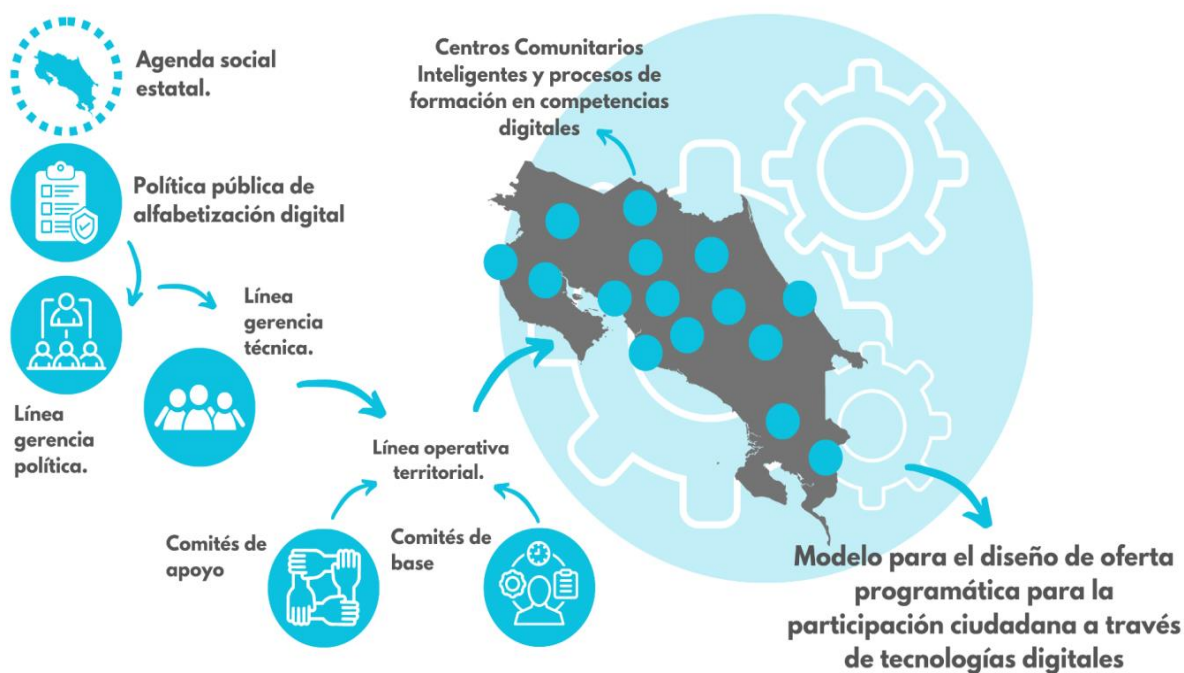 Agenda social
estatal.
Política pública de
alfabetización digital
Línea
gerencia
política.
Línea
gerencia
técnica.
Línea operativa
territorial.
Comités de
apoyo
Comités de
base
Centros Comunitarios
Inteligentes y procesos de
formación en competencias
digitales
Modelo para el diseño de oferta
programática para la
participación ciudadana a través
de tecnologías digitales